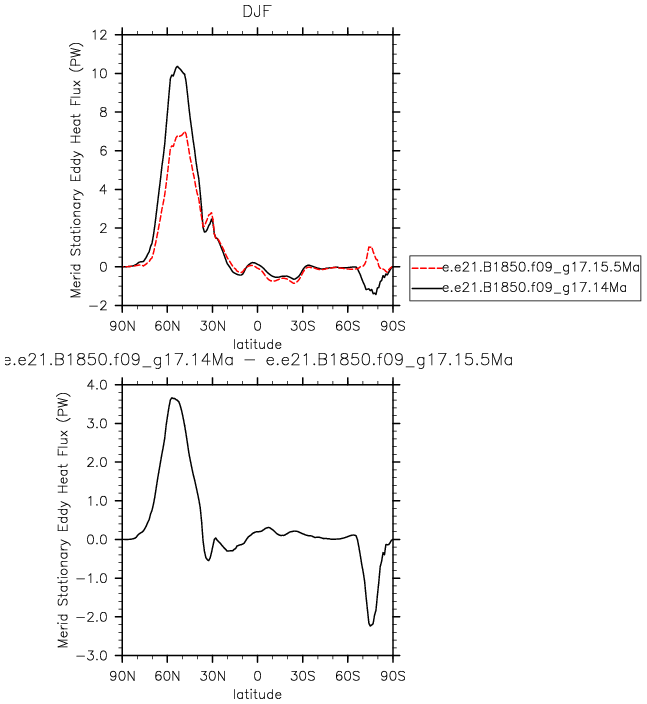 DJF
Merid Stationary Eddy Heat Flux (PW)
12
10
8
6
4
2
0
−2
90N 60N 30N 0 30S 60S 90S
latitude
e.e21.B1850.f09_g17.15.5Ma
e.e21.B1850.f09_g17.14Ma
e.e21.B1850.f09_g17.14Ma − e.e21.B1850.f09_g17.15.5Ma
Merid Stationary Eddy Heat Flux (PW)
4.0
3.0
2.0
1.0
0.0
−1.0
−2.0
−3.0
90N 60N 30N 0 30S 60S 90S
latitude